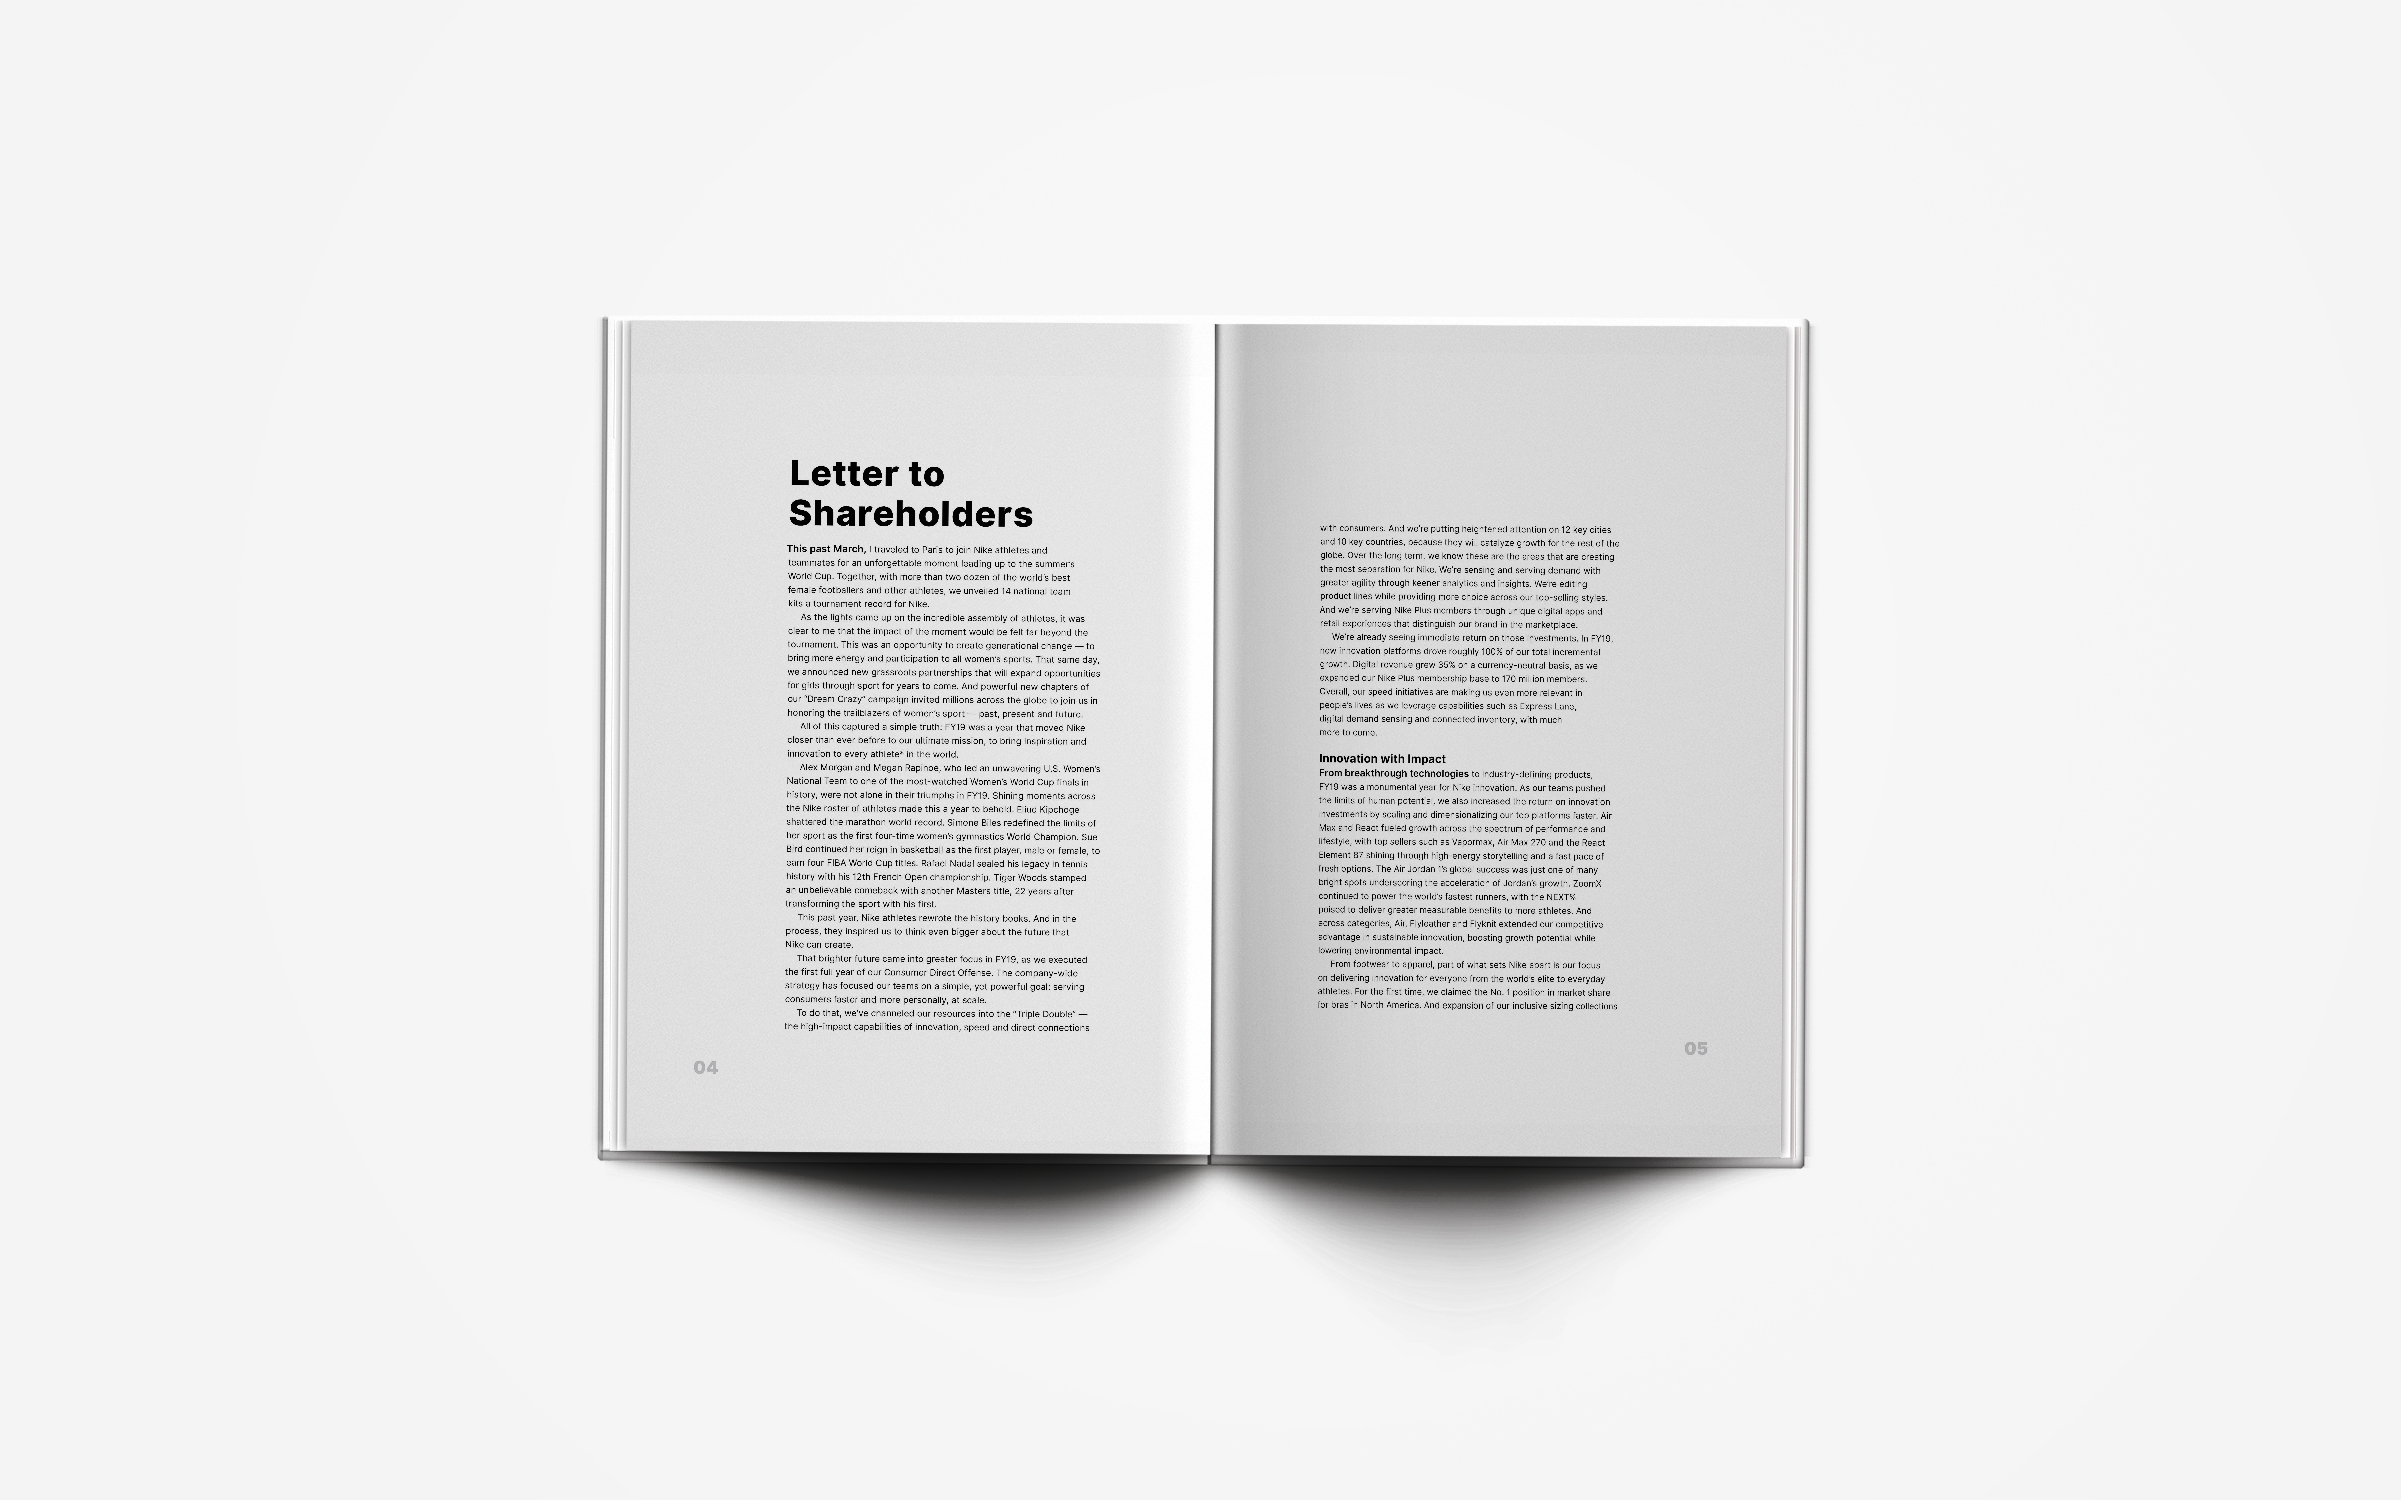 Letter to
Shareholders
This past March, I traveled to Paris to join Nike athletes and
teammates for an unforgettable moment leading up to the summer's
World Cup. Together, with more than two dozen of the world's best
female footballers and other athletes, we unveiled 14 national team
kits a tournament record for Nike.
As the lights came up on the incredible assembly of athletes, it was
clear to me that the impact of the moment would be felt far beyond the
tournament. This was an opportunity to create generational change — to
bring more energy and participation to all women's sports. That same day,
we announced new grassroots partnerships that will expand opportunities
for girls through sport for years to come. And powerful new chapters of
our "Dream Crazy" campaign invited millions across the globe to join us in
honoring the trailblazers of women's sport — past, present and future.
All of this captured a simple truth: FY19 was a year that moved Nike
closer than ever before to our ultimate mission, to bring inspiration and
innovation to every athlete* in the world.
Alex Morgan and Megan Rapinoe, who led an unwavering U.S. Women's
National Team to one of the most-watched Women's World Cup finals in
history, were not alone in their triumphs in FY19. Shining moments across
the Nike roster of athletes made this a year to behold. Eliud Kipchoge
shattered the marathon world record. Simone Biles redefined the limits of
her sport as the first four-time women's gymnastics World Champion. Sue
Bird continued her reign in basketball as the first player, male or female, to
earn four FIBA World Cup titles. Rafael Nadal sealed his legacy in tennis
history with his 12th French Open championship. Tiger Woods stamped
an unbelievable comeback with another Masters title, 22 years after
transforming the sport with his first.
This past year, Nike athletes rewrote the history books. And in the
process, they inspired us to think even bigger about the future that
Nike can create.
That brighter future came into greater focus in FY19, as we executed
the first full year of our Consumer Direct Offense. The company-wide
strategy has focused our teams on a simple, yet powerful goal: serving
consumers faster and more personally, at scale.
To do that, we've channeled our resources into the "Triple Double" —
the high-impact capabilities of innovation, speed and direct connections
04
with consumers. And we're putting heightened attention on 12 key cities
and 10 key countries, because they will catalyze growth for the rest of the
globe. Over the long term, we know these are the areas that are creating
the most separation for Nike. We're sensing and serving demand with
greater agility through keener analytics and insights. We're editing
product lines while providing more choice across our top-selling styles.
And we're serving Nike Plus members through unique digital apps and
retail experiences that distinguish our brand in the marketplace.
We're already seeing immediate return on those investments. In FY19,
new innovation platforms drove roughly 100% of our total incremental
growth. Digital revenue grew 35% on a currency-neutral basis, as we
expanded our Nike Plus membership base to 170 million members.
Overall, our speed initiatives are making us even more relevant in
people's lives as we leverage capabilities such as Express Lane,
digital demand sensing and connected inventory, with much
more to come.
Innovation with Impact
From breakthrough technologies to industry-defining products,
FY19 was a monumental year for Nike innovation. As our teams pushed
the limits of human potential, we also increased the return on innovation
investments by scaling and dimensionalizing our top platforms faster. Air
Max and React fueled growth across the spectrum of performance and
lifestyle, with top sellers such as Vapormax, Air Max 270 and the React
Element 87 shining through high-energy storytelling and a fast pace of
fresh options. The Air Jordan 1's global success was just one of many
bright spots underscoring the acceleration of Jordan's growth. ZoomX
continued to power the world's fastest runners, with the NEXT%
poised to deliver greater measurable benefits to more athletes. And
across categories, Air, Flyleather and Flyknit extended our competitive
advantage in sustainable innovation, boosting growth potential while
lowering environmental impact.
From footwear to apparel, part of what sets Nike apart is our focus
on delivering innovation for everyone from the world's elite to everyday
athletes. For the first time, we claimed the No. 1 position in market share
for bras in North America. And expansion of our inclusive sizing collections
05